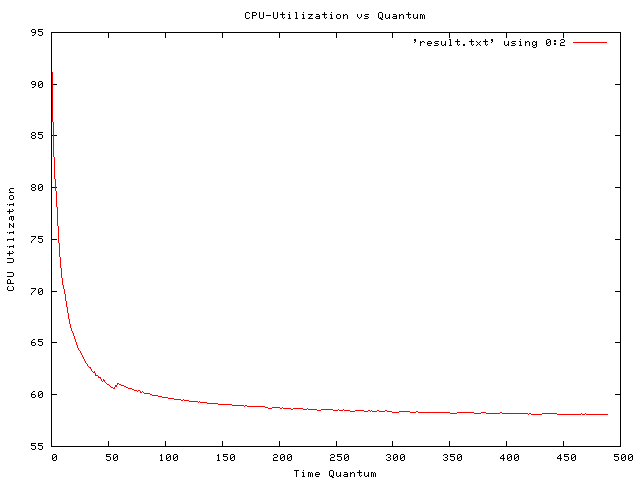 CPU-Utilization vs Quantum
'result.txt' using 0:2
95
90
85
80
75
70
65
60
55
CPU Utilization
0 50 100 150 200 250 300 350 400 450 500
Time Quantum